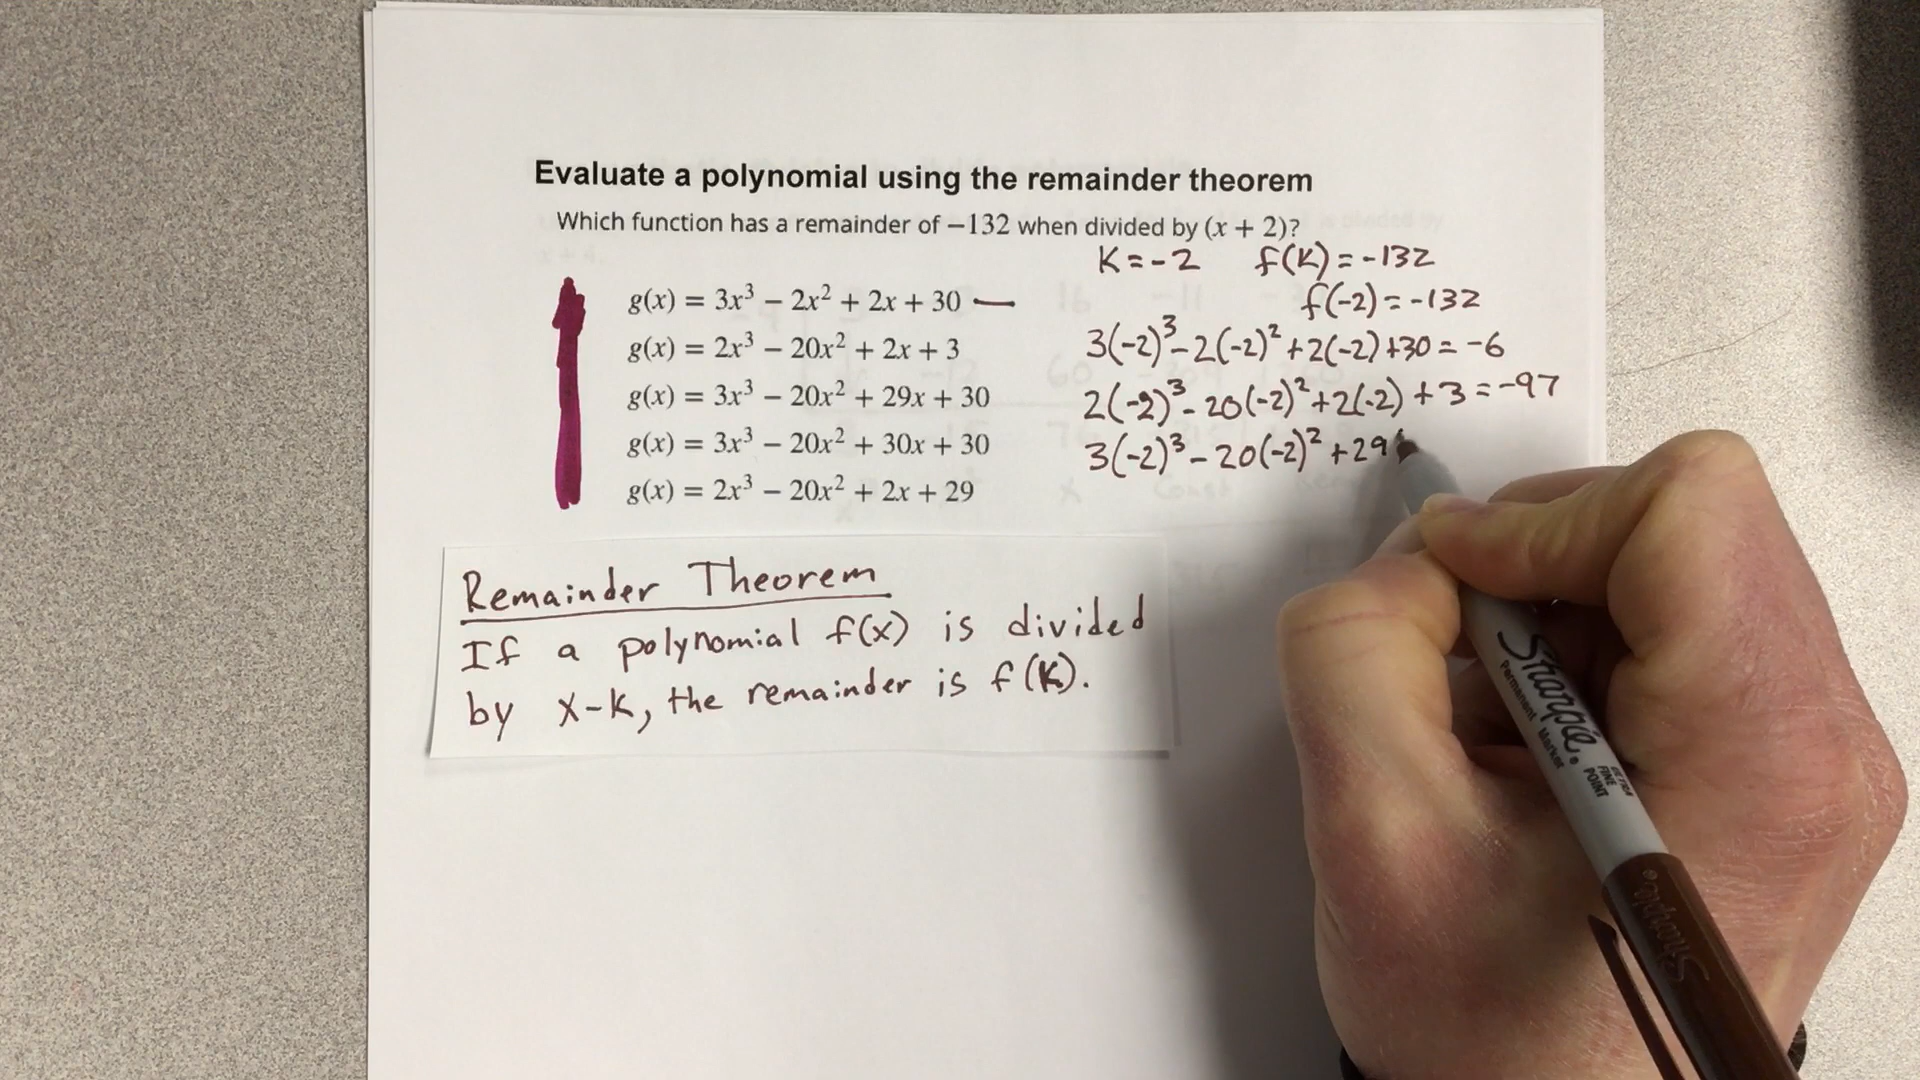 Evaluate a polynomial using the remainder theorem
Which function has a remainder of −132 when divided by (x + 2)?
K=-2 f(K)=-132
f(-2)=-132
g(x) = 3x³ − 2x² + 2x + 30
g(x) = 2x³ − 20x² + 2x + 3
g(x) = 3x³ − 20x² + 29x + 30
g(x) = 3x³ − 20x² + 30x + 30
g(x) = 2x³ − 20x² + 2x + 29
3(-2)³-2(-2)²+2(-2)+30=-6
2(-2)³-20(-2)²+2(-2)+3=-97
3(-2)³-20(-2)²+29(
Remainder Theorem
If a polynomial f(x) is divided
by x-K, the remainder is f(K).
Sharpie.
Permanent Marker
ULTRA
FINE
POINT
Sharpie